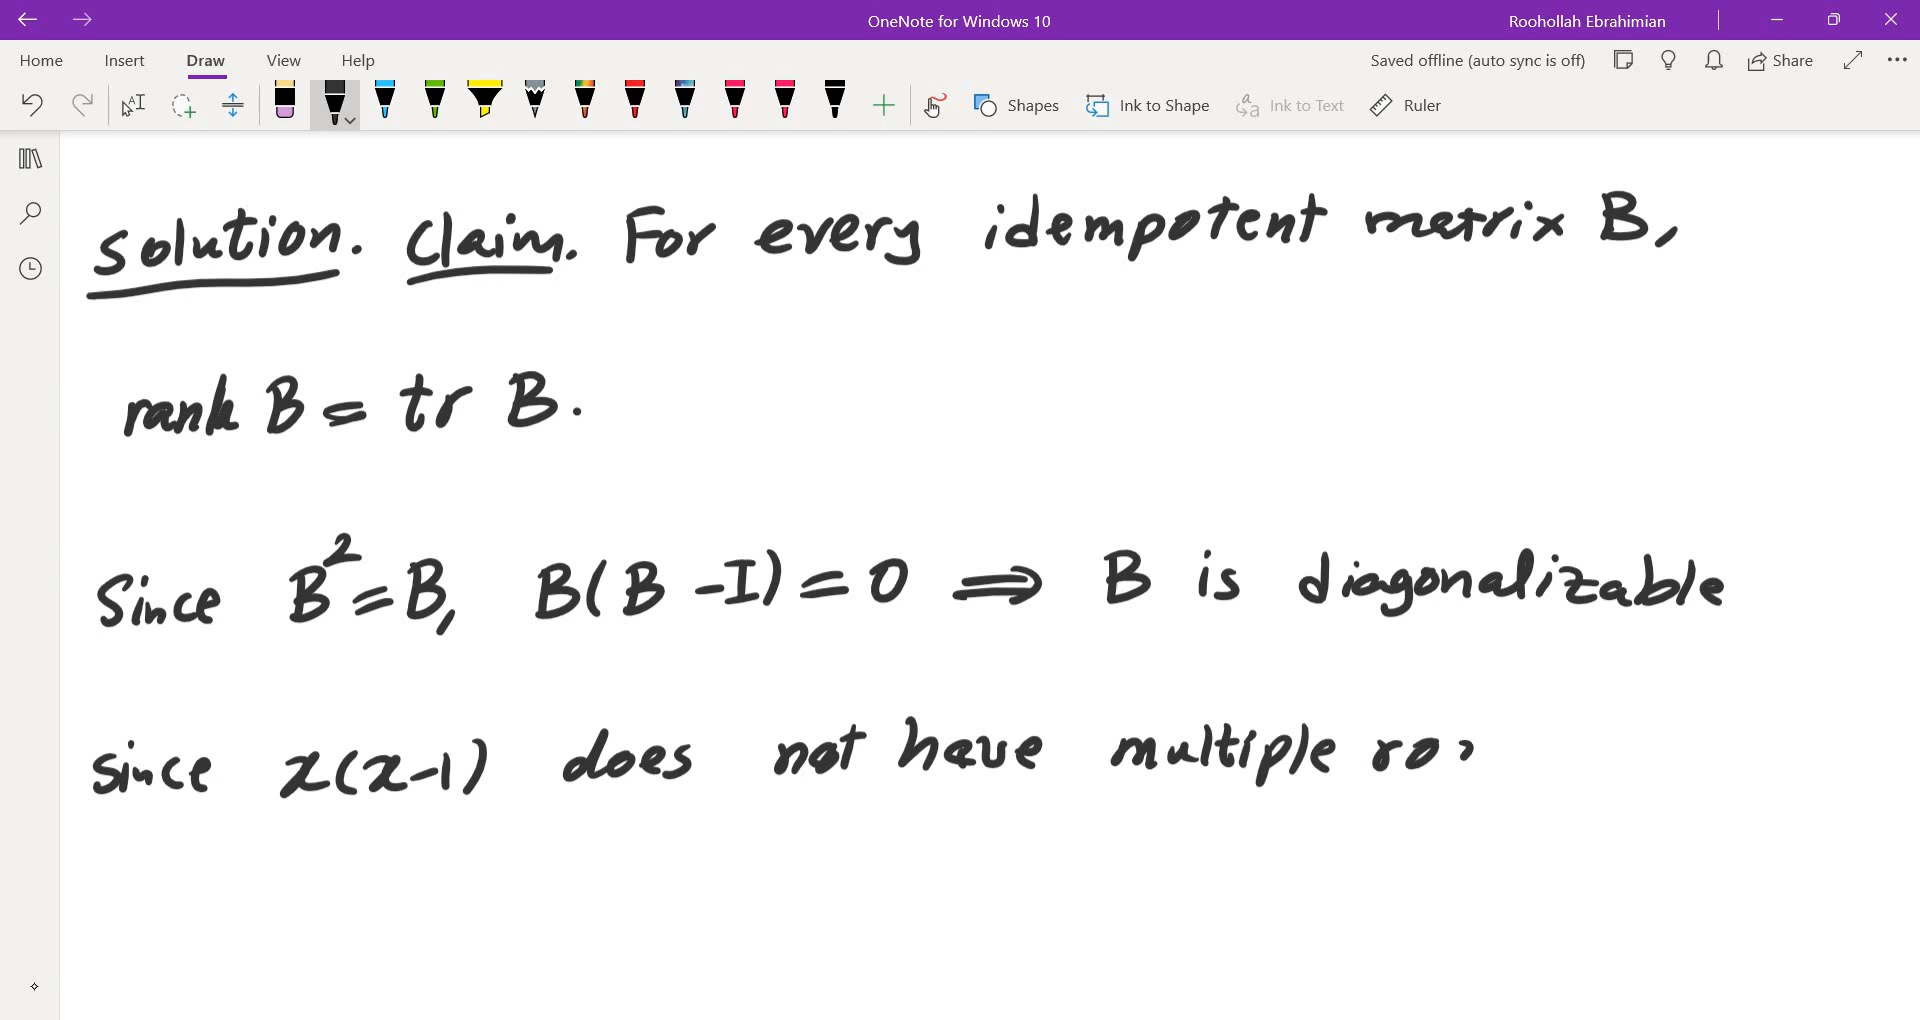 OneNote for Windows 10
Roohollah Ebrahimian
Home Insert Draw View Help
Saved offline (auto sync is off) Share
Shapes Ink to Shape Ink to Text Ruler
solution. Claim. For every idempotent matrix B,
rank B = tr B.
Since B²=B, B(B-I)=0 ⟹ B is diagonalizable
since x(x-1) does not have multiple ro